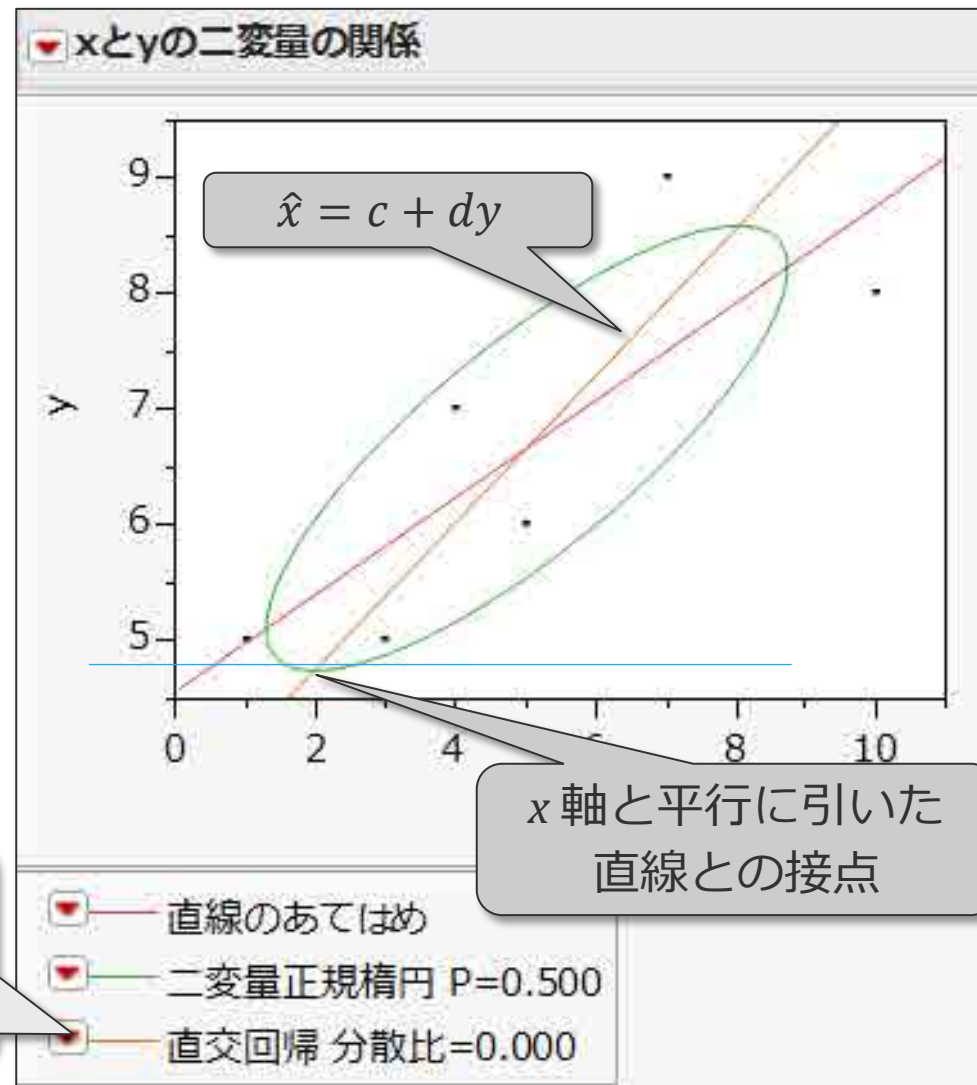 xとyの二変量の関係
9
x̂ = c + dy
8
y
7
6
5
0 2 4 8 10
x 軸と平行に引いた
直線との接点
直線のあてはめ
二変量正規楕円 P=0.500
直交回帰 分散比=0.000